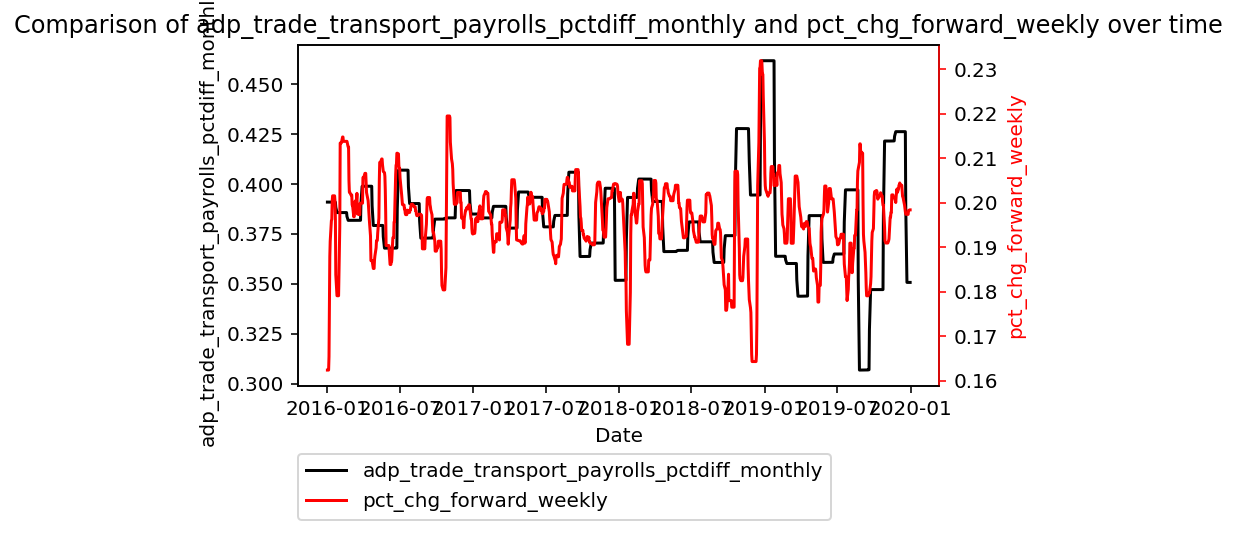 Comparison of adp_trade_transport_payrolls_pctdiff_monthly and pct_chg_forward_weekly over time
adp_trade_transport_payrolls_pctdiff_monthly
0.450
0.425
0.400
0.375
0.350
0.325
0.300
0.23
0.22
0.21
0.20
0.19
0.18
0.17
0.16
pct_chg_forward_weekly
2016-01 2016-07 2017-01 2017-07 2018-01 2018-07 2019-01 2019-07 2020-01
Date
adp_trade_transport_payrolls_pctdiff_monthly
pct_chg_forward_weekly